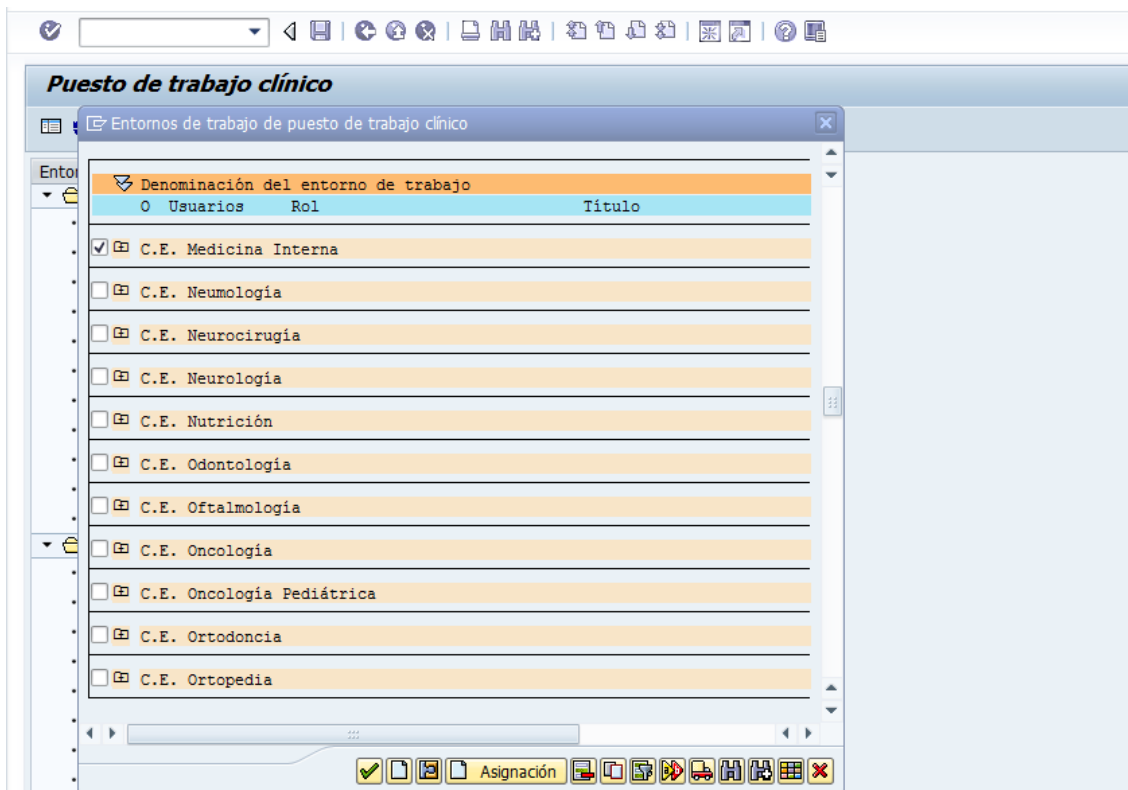 Puesto de trabajo clínico
Entornos de trabajo de puesto de trabajo clínico
Entor
Denominación del entorno de trabajo
O Usuarios Rol Título
C.E. Medicina Interna
C.E. Neumología
C.E. Neurocirugía
C.E. Neurología
C.E. Nutrición
C.E. Odontología
C.E. Oftalmología
C.E. Oncología
C.E. Oncología Pediátrica
C.E. Ortodoncia
C.E. Ortopedia
Asignación